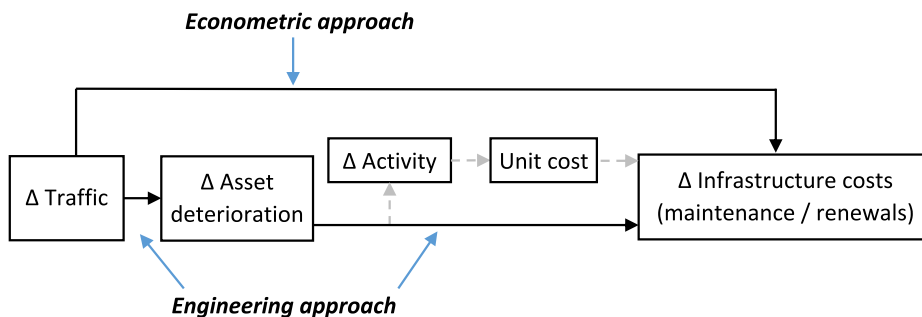 Econometric approach
Δ Traffic
Δ Asset
deterioration
Δ Activity
Unit cost
Δ Infrastructure costs
(maintenance / renewals)
Engineering approach